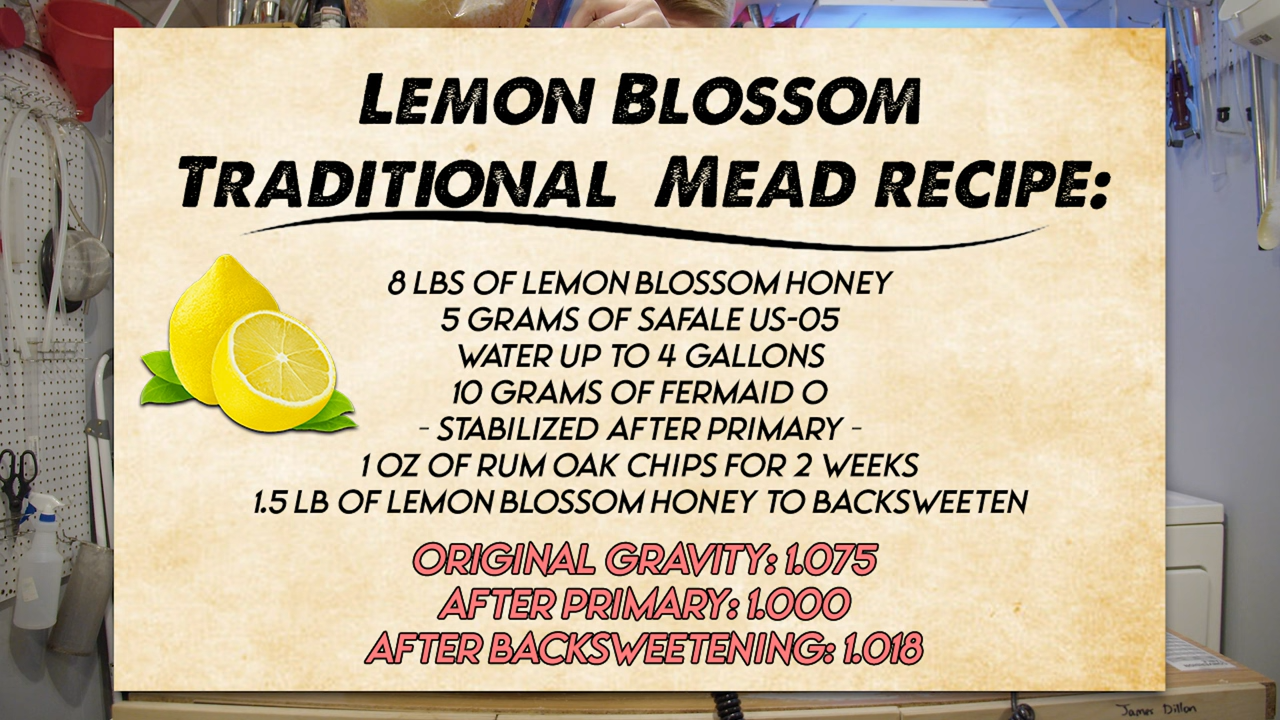 LEMON BLOSSOM
TRADITIONAL MEAD RECIPE:
8 LBS OF LEMON BLOSSOM HONEY
5 GRAMS OF SAFALE US-05
WATER UP TO 4 GALLONS
10 GRAMS OF FERMAID O
- STABILIZED AFTER PRIMARY -
1 OZ OF RUM OAK CHIPS FOR 2 WEEKS
1.5 LB OF LEMON BLOSSOM HONEY TO BACKSWEETEN
ORIGINAL GRAVITY: 1.075
AFTER PRIMARY: 1.000
AFTER BACKSWEETENING: 1.018
James Dillon